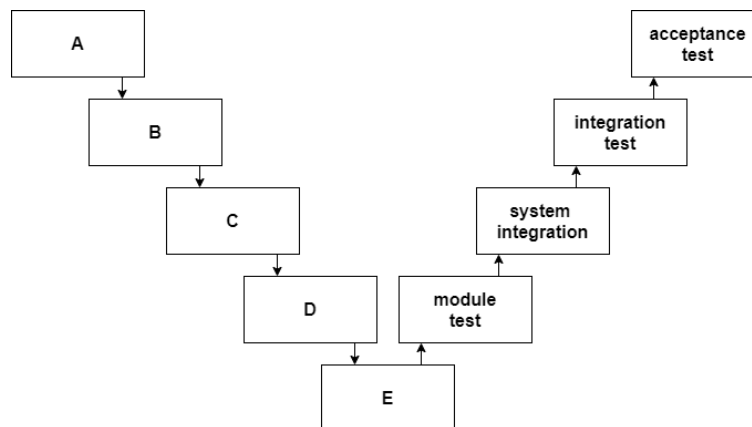 A
acceptance
test
B
integration
test
C
system
integration
D
module
test
E